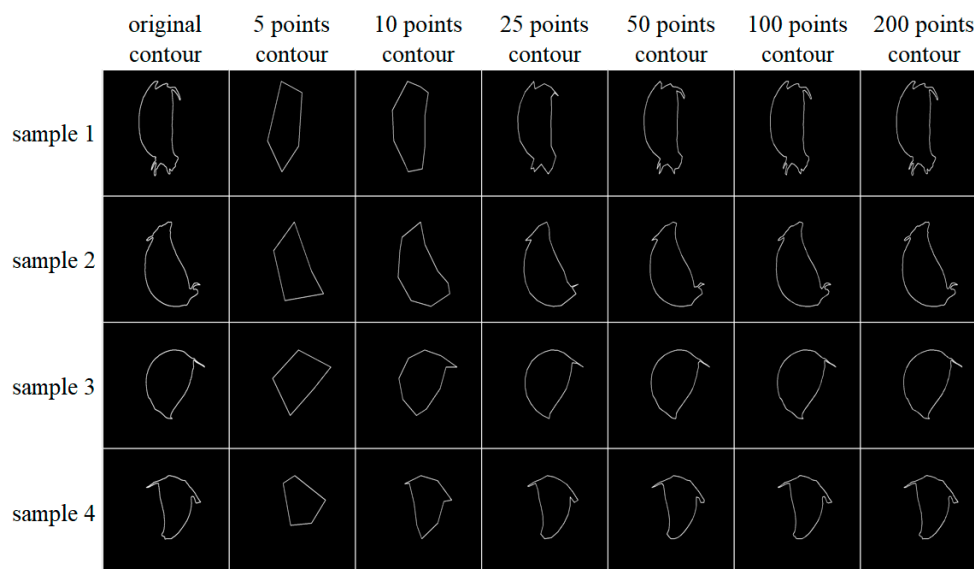 original 5 points 10 points 25 points 50 points 100 points 200 points
contour contour contour contour contour contour contour
sample 1
sample 2
sample 3
sample 4